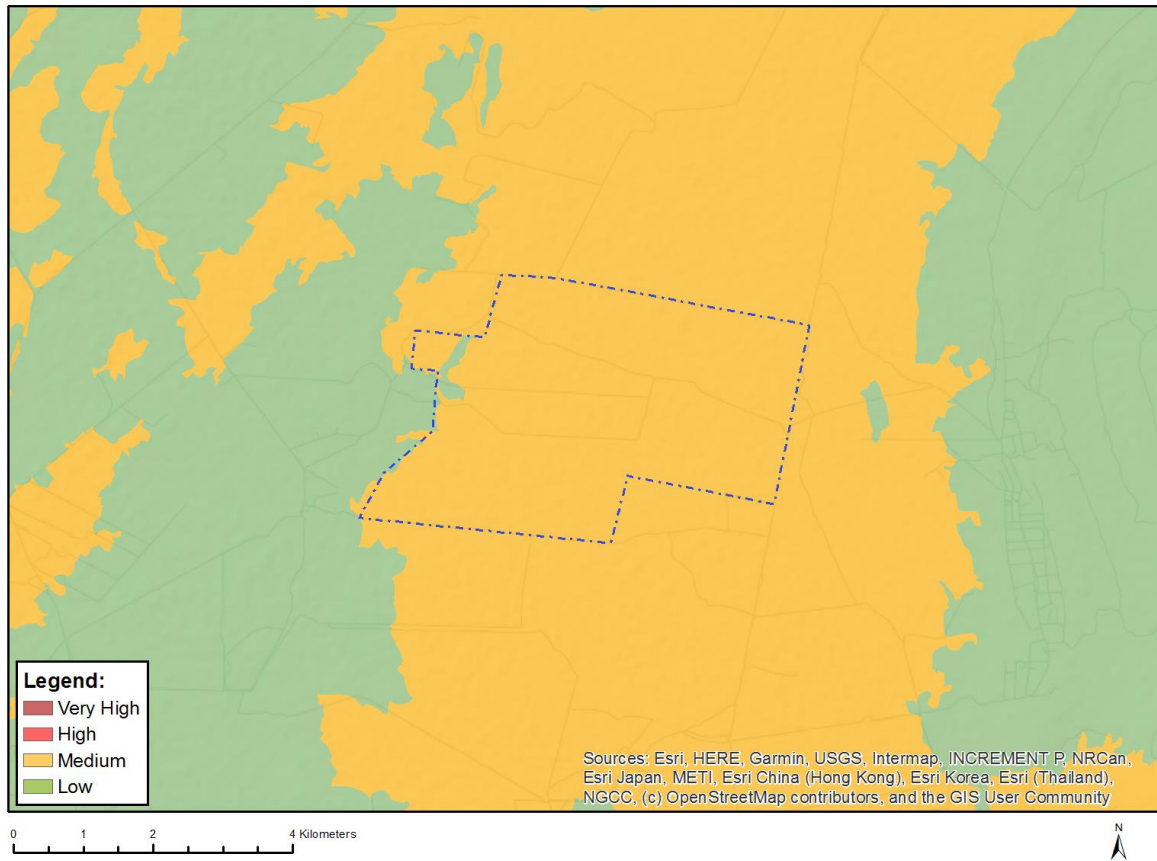 Legend:
Very High
High
Medium
Low
Sources: Esri, HERE, Garmin, USGS, Intermap, INCREMENT P, NRCan,
Esri Japan, METI, Esri China (Hong Kong), Esri Korea, Esri (Thailand),
NGCC, (c) OpenStreetMap contributors, and the GIS User Community
0 1 2 4 Kilometers
N